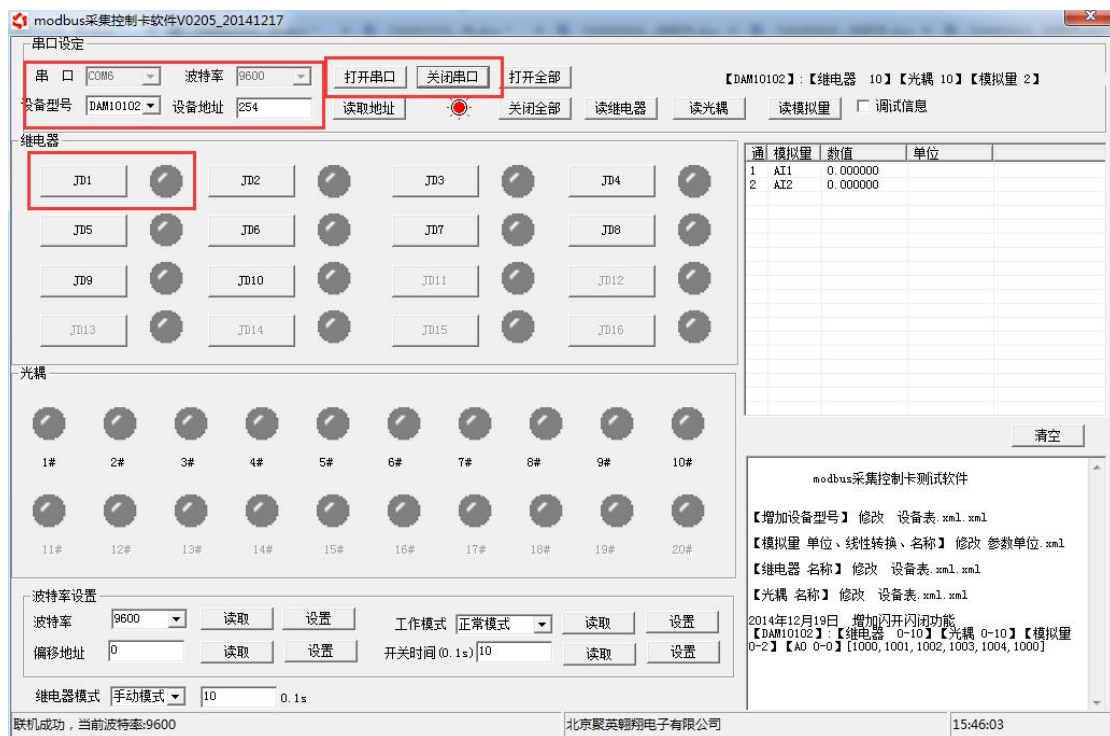 modbus采集控制卡软件V0205_20141217
串口设定
串 口 COM6 波特率 9600 打开串口 关闭串口 打开全部 【DAM10102】:【继电器 10】【光耦 10】【模拟量 2】
设备型号 DAM10102 设备地址 254 读取地址 关闭全部 读继电器 读光耦 读模拟量 调试信息
继电器
JD1 JD2 JD3 JD4
JD5 JD6 JD7 JD8
JD9 JD10 JD11 JD12
JD13 JD14 JD15 JD16
通 模拟量 数值 单位
1 AI1 0.000000
2 AI2 0.000000
光耦
1# 2# 3# 4# 5# 6# 7# 8# 9# 10#
11# 12# 13# 14# 15# 16# 17# 18# 19# 20#
清空
modbus采集控制卡测试软件
【增加设备型号】 修改 设备表.xml.xml
【模拟量 单位、线性转换、名称】 修改 参数单位.xml
【继电器 名称】 修改 设备表.xml.xml
【光耦 名称】 修改 设备表.xml.xml
2014年12月19日 增加闪开闪闭功能
【DAM10102】:【继电器 0-10】【光耦 0-10】【模拟量
0-2】【AO 0-0】[1000,1001,1002,1003,1004,1000]
波特率设置
波特率 9600 读取 设置 工作模式 正常模式 读取 设置
偏移地址 0 读取 设置 开关时间(0.1s) 10 读取 设置
继电器模式 手动模式 10 0.1s
联机成功，当前波特率:9600 北京聚英翱翔电子有限公司 15:46:03